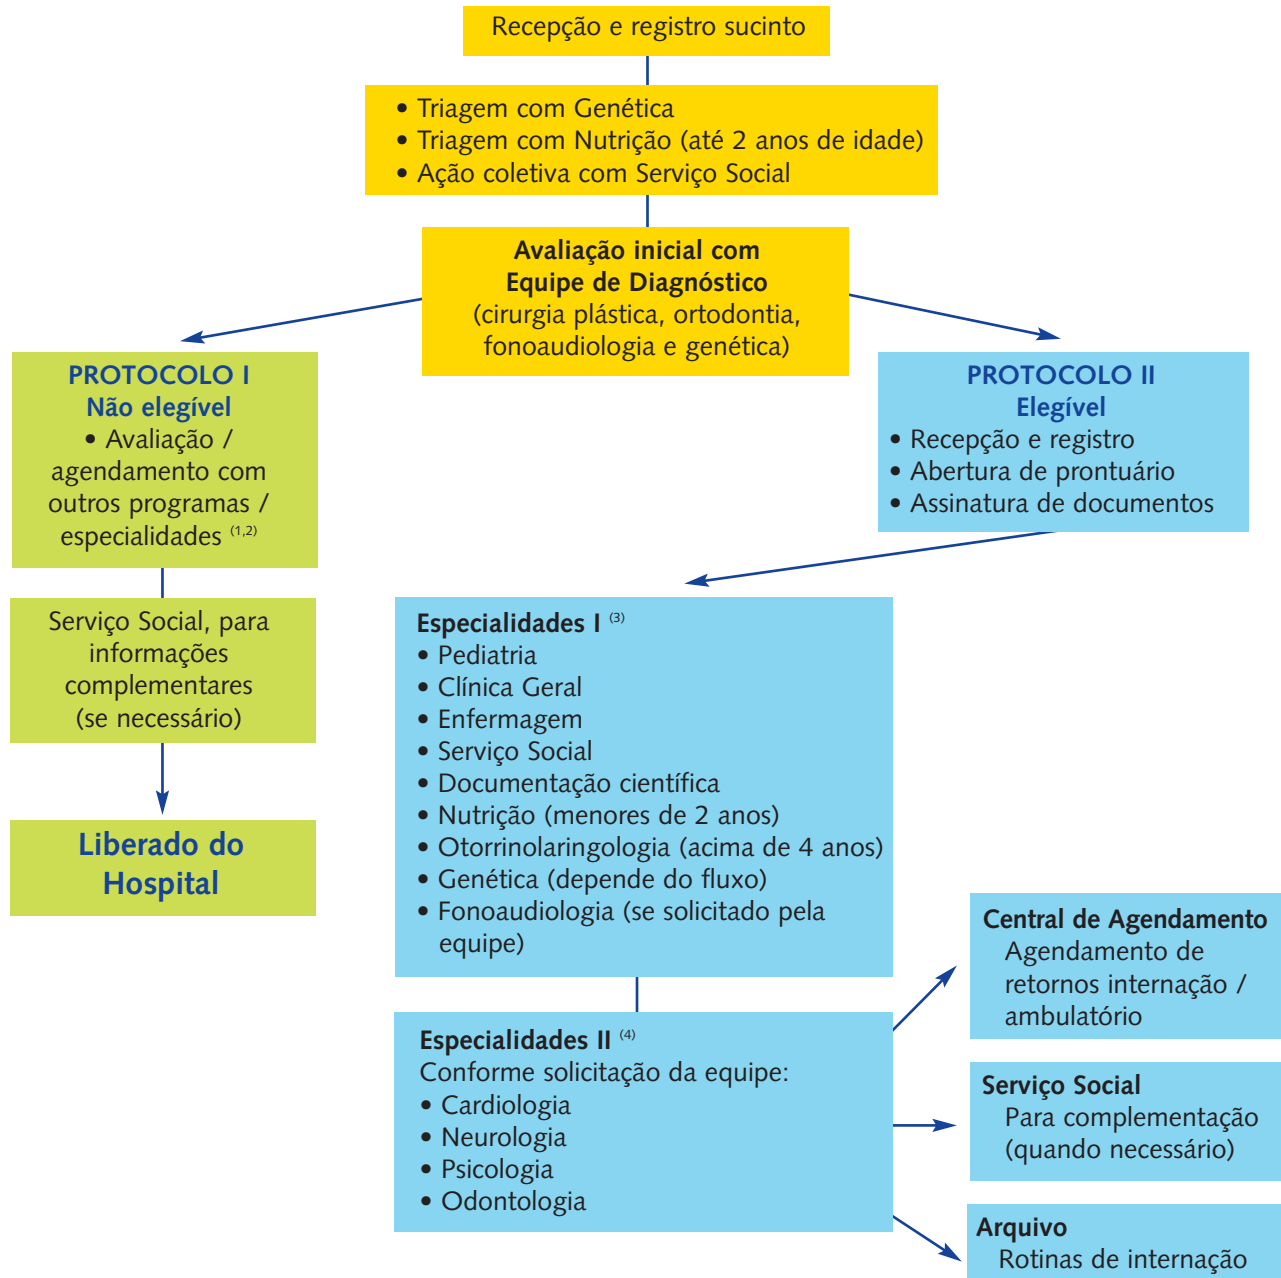 Recepção e registro sucinto
• Triagem com Genética
• Triagem com Nutrição (até 2 anos de idade)
• Ação coletiva com Serviço Social
Avaliação inicial com
Equipe de Diagnóstico
(cirurgia plástica, ortodontia,
fonoaudiologia e genética)
PROTOCOLO I
Não elegível
• Avaliação /
agendamento com
outros programas /
especialidades (1,2)
Serviço Social, para
informações
complementares
(se necessário)
Liberado do
Hospital
PROTOCOLO II
Elegível
• Recepção e registro
• Abertura de prontuário
• Assinatura de documentos
Especialidades I (3)
• Pediatria
• Clínica Geral
• Enfermagem
• Serviço Social
• Documentação científica
• Nutrição (menores de 2 anos)
• Otorrinolaringologia (acima de 4 anos)
• Genética (depende do fluxo)
• Fonoaudiologia (se solicitado pela
equipe)
Especialidades II (4)
Conforme solicitação da equipe:
• Cardiologia
• Neurologia
• Psicologia
• Odontologia
Central de Agendamento
Agendamento de
retornos internação /
ambulatório
Serviço Social
Para complementação
(quando necessário)
Arquivo
Rotinas de internação